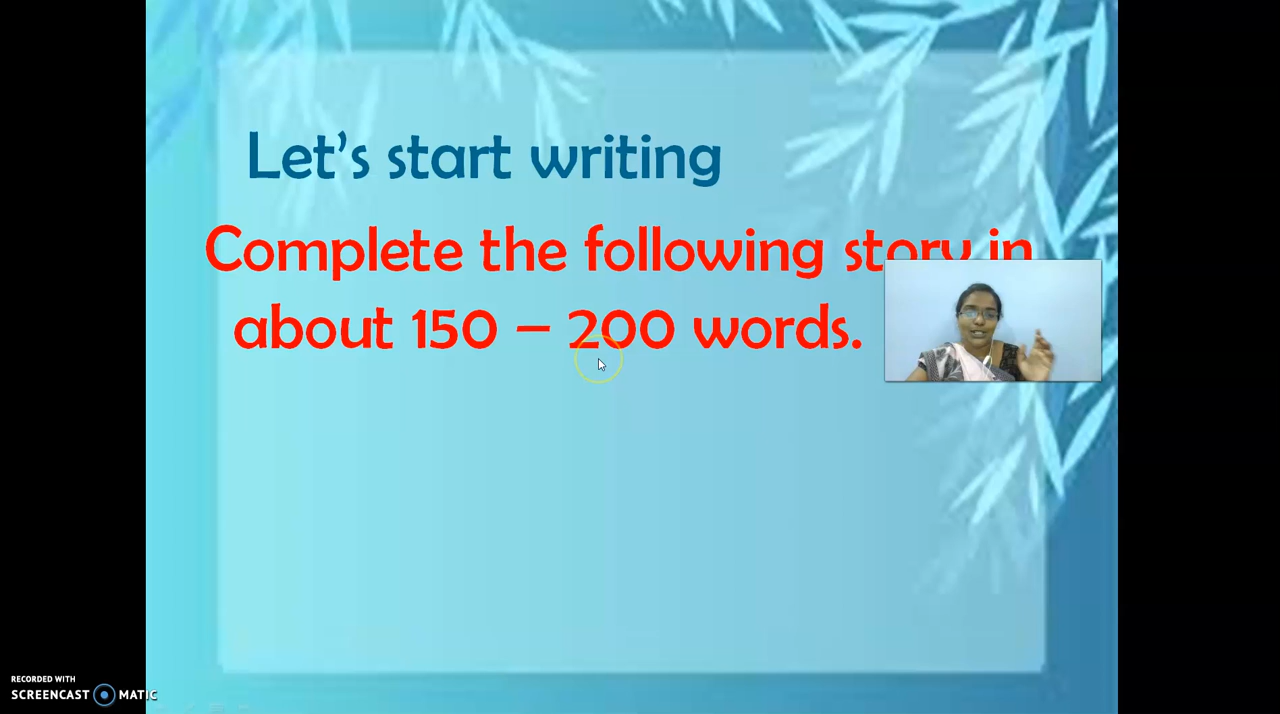 Let's start writing
Complete the following story in
about 150 – 200 words.
RECORDED WITH
SCREENCAST MATIC